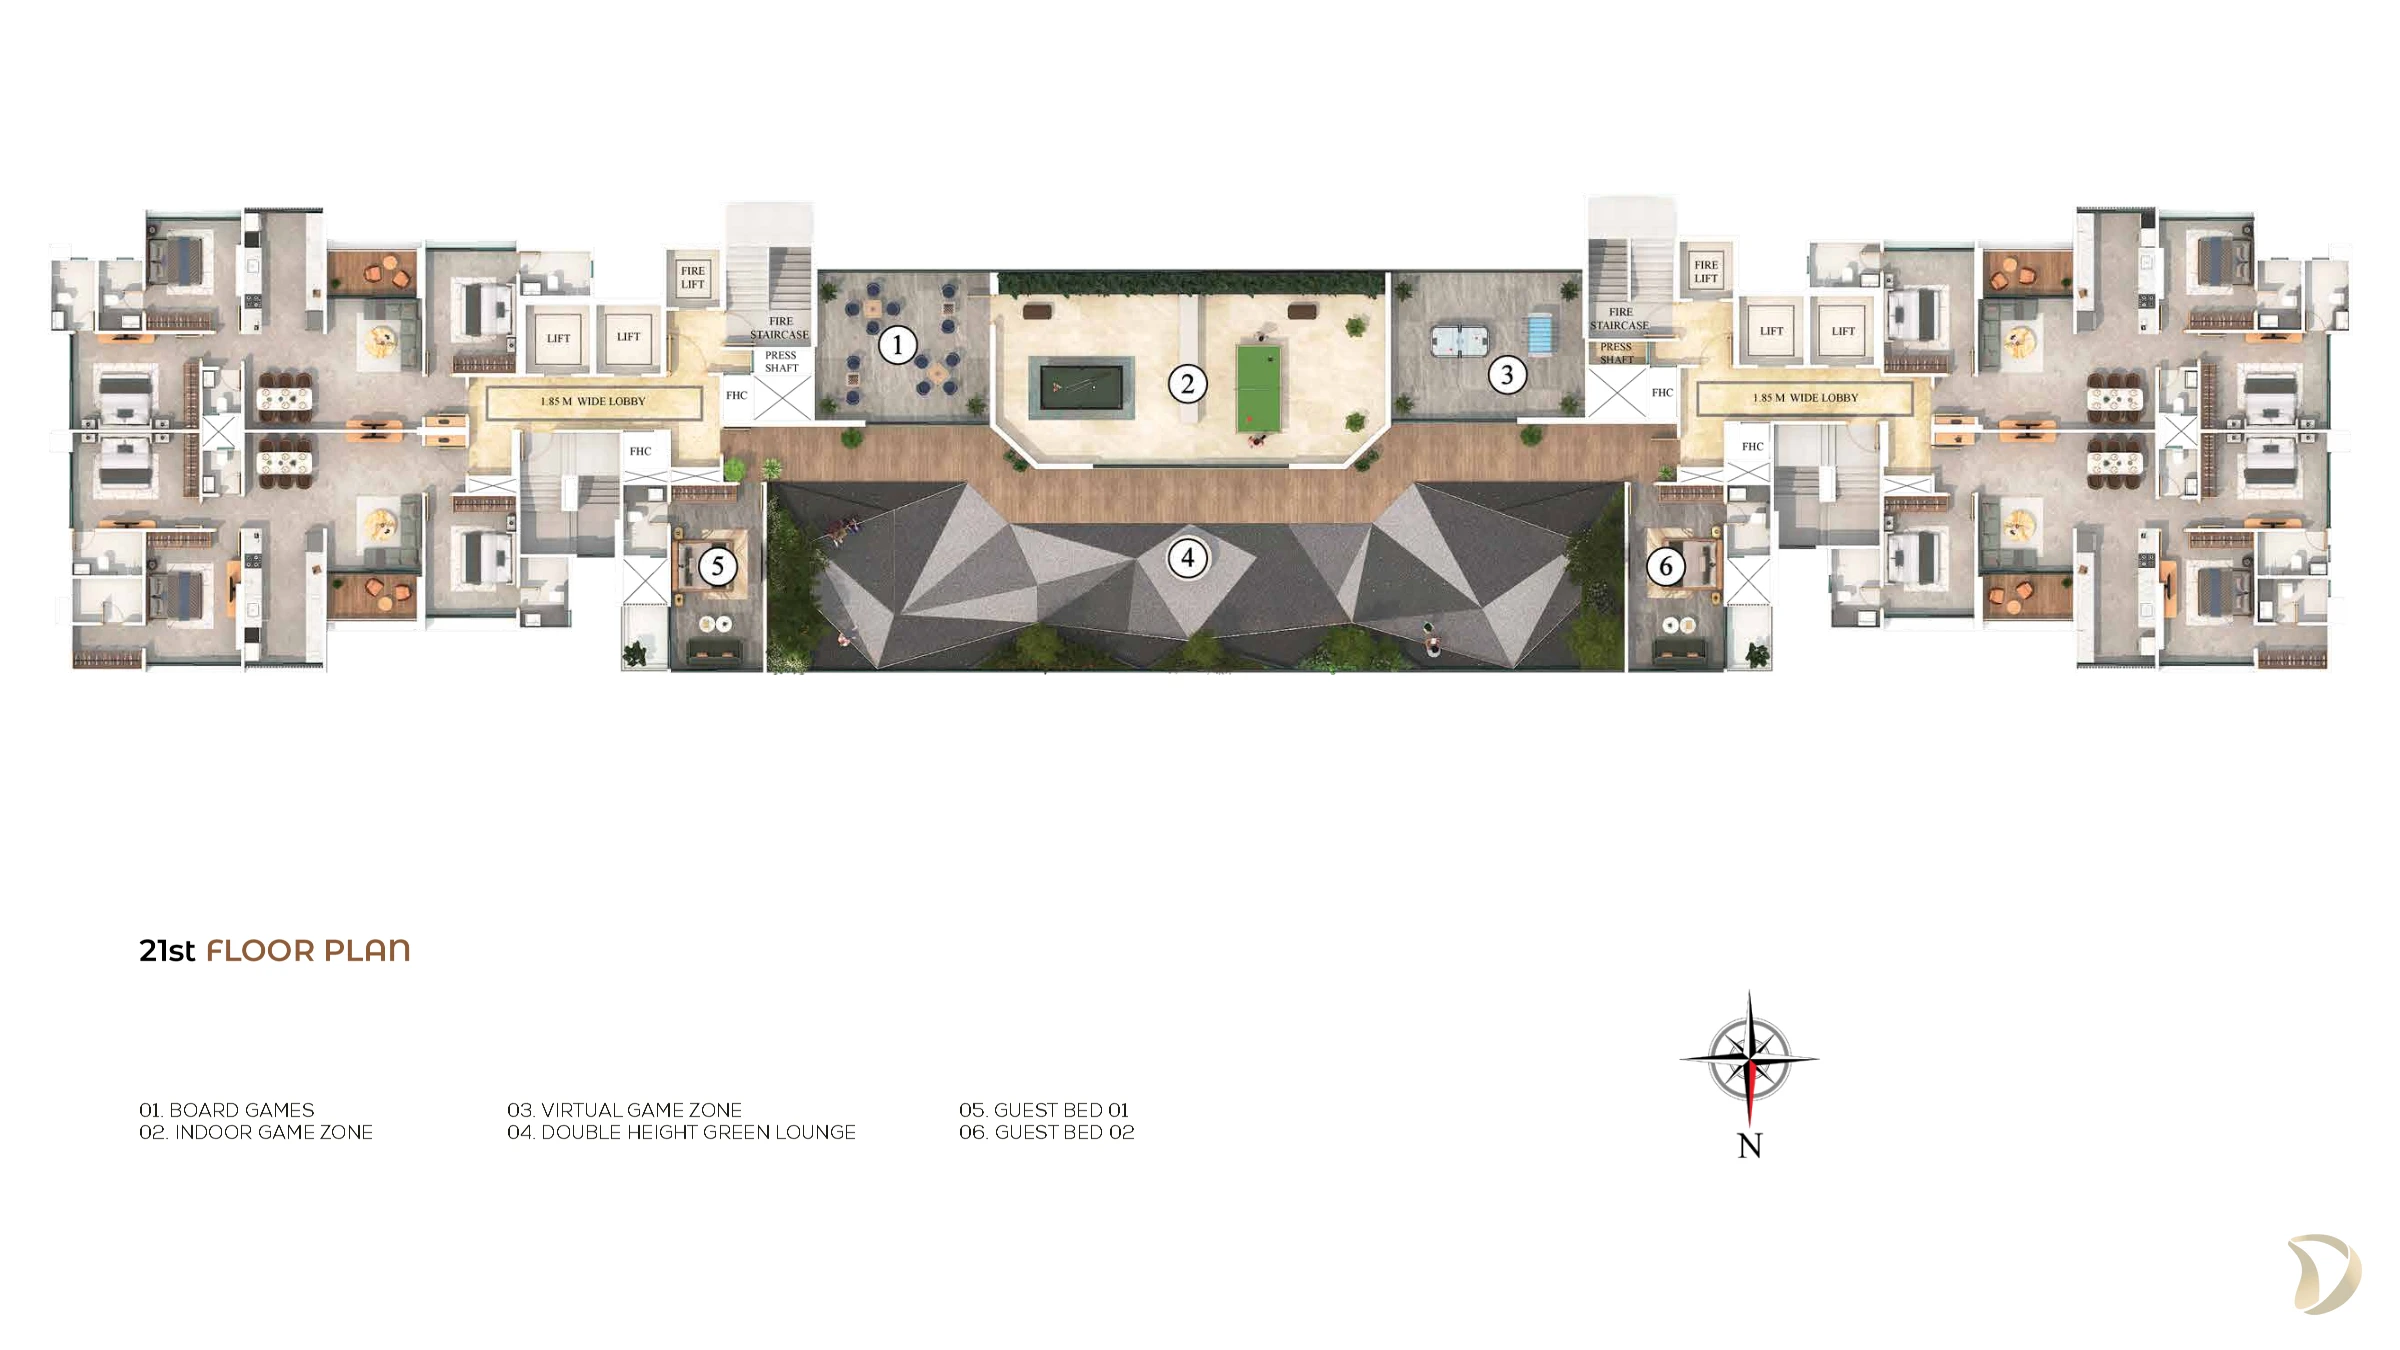 FIRE
LIFT
LIFT
LIFT
FIRE
STAIRCASE
PRESS
SHAFT
FHC
1.85 M WIDE LOBBY
FHC
1
2
3
4
5
6
FIRE
LIFT
LIFT
LIFT
FIRE
STAIRCASE
PRESS
SHAFT
FHC
1.85 M WIDE LOBBY
FHC
21st FLOOR PLAN
01. BOARD GAMES
02. INDOOR GAME ZONE
03. VIRTUAL GAME ZONE
04. DOUBLE HEIGHT GREEN LOUNGE
05. GUEST BED 01
06. GUEST BED 02
N